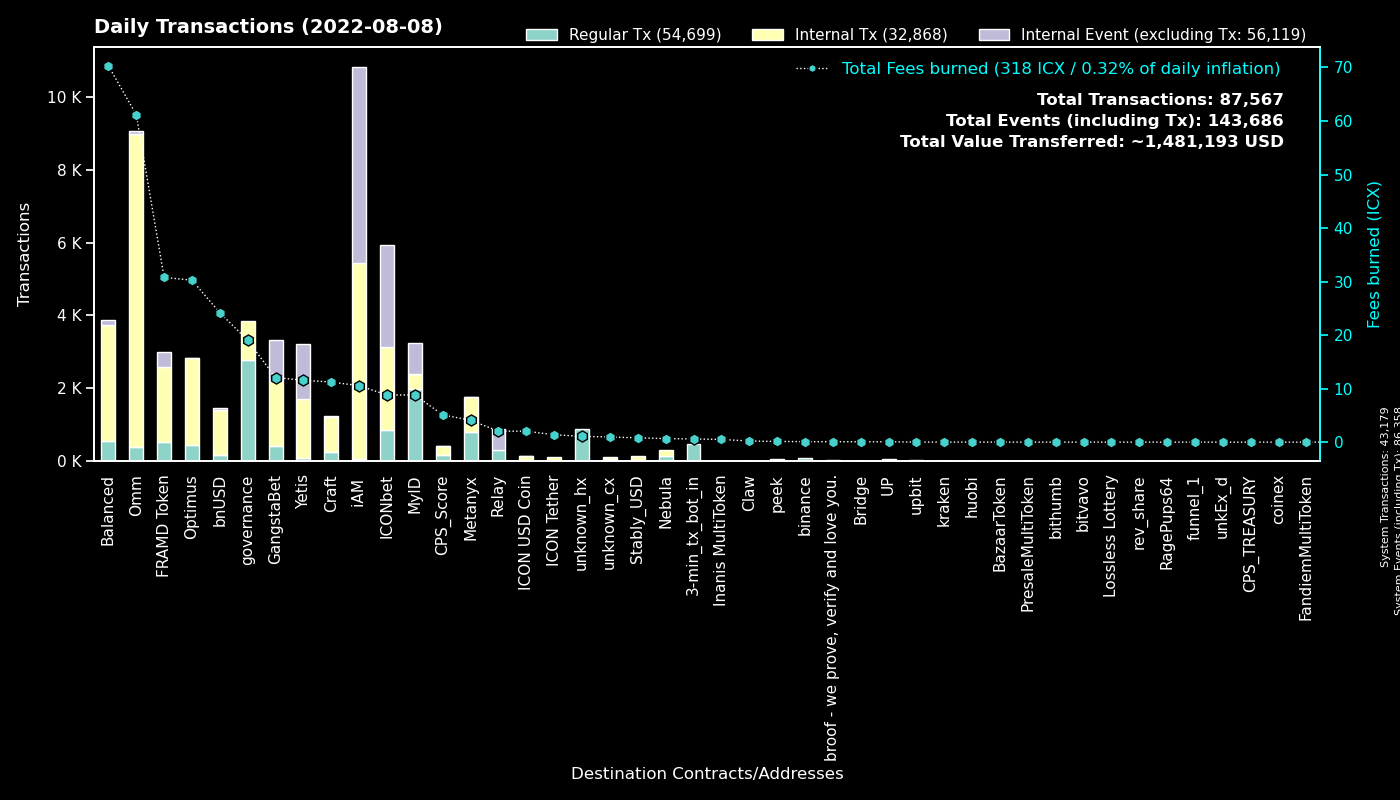 Daily Transactions (2022-08-08)
Regular Tx (54,699)
Internal Tx (32,868)
Internal Event (excluding Tx: 56,119)
Total Fees burned (318 ICX / 0.32% of daily inflation)
Total Transactions: 87,567
Total Events (including Tx): 143,686
Total Value Transferred: ~1,481,193 USD
Transactions
10 K
8 K
6 K
4 K
2 K
0 K
70
60
50
40
30
20
10
0
Fees burned (ICX)
Balanced
Omm
FRAMD Token
Optimus
bnUSD
governance
GangstaBet
Yetis
Craft
iAM
ICONbet
MyID
CPS_Score
Metanyx
Relay
ICON USD Coin
ICON Tether
unknown_hx
unknown_cx
Stably_USD
Nebula
3-min_tx_bot_in
Inanis MultiToken
Claw
peek
binance
broof - we prove, verify and love you.
Bridge
UP
upbit
kraken
huobi
BazaarToken
PresaleMultiToken
bithumb
bitvavo
Lossless Lottery
rev_share
RagePups64
funnel_1
unkEx_d
CPS_TREASURY
coinex
FandiemMultiToken
Destination Contracts/Addresses
System Transactions: 43,179
System Events (including Tx): 86,358